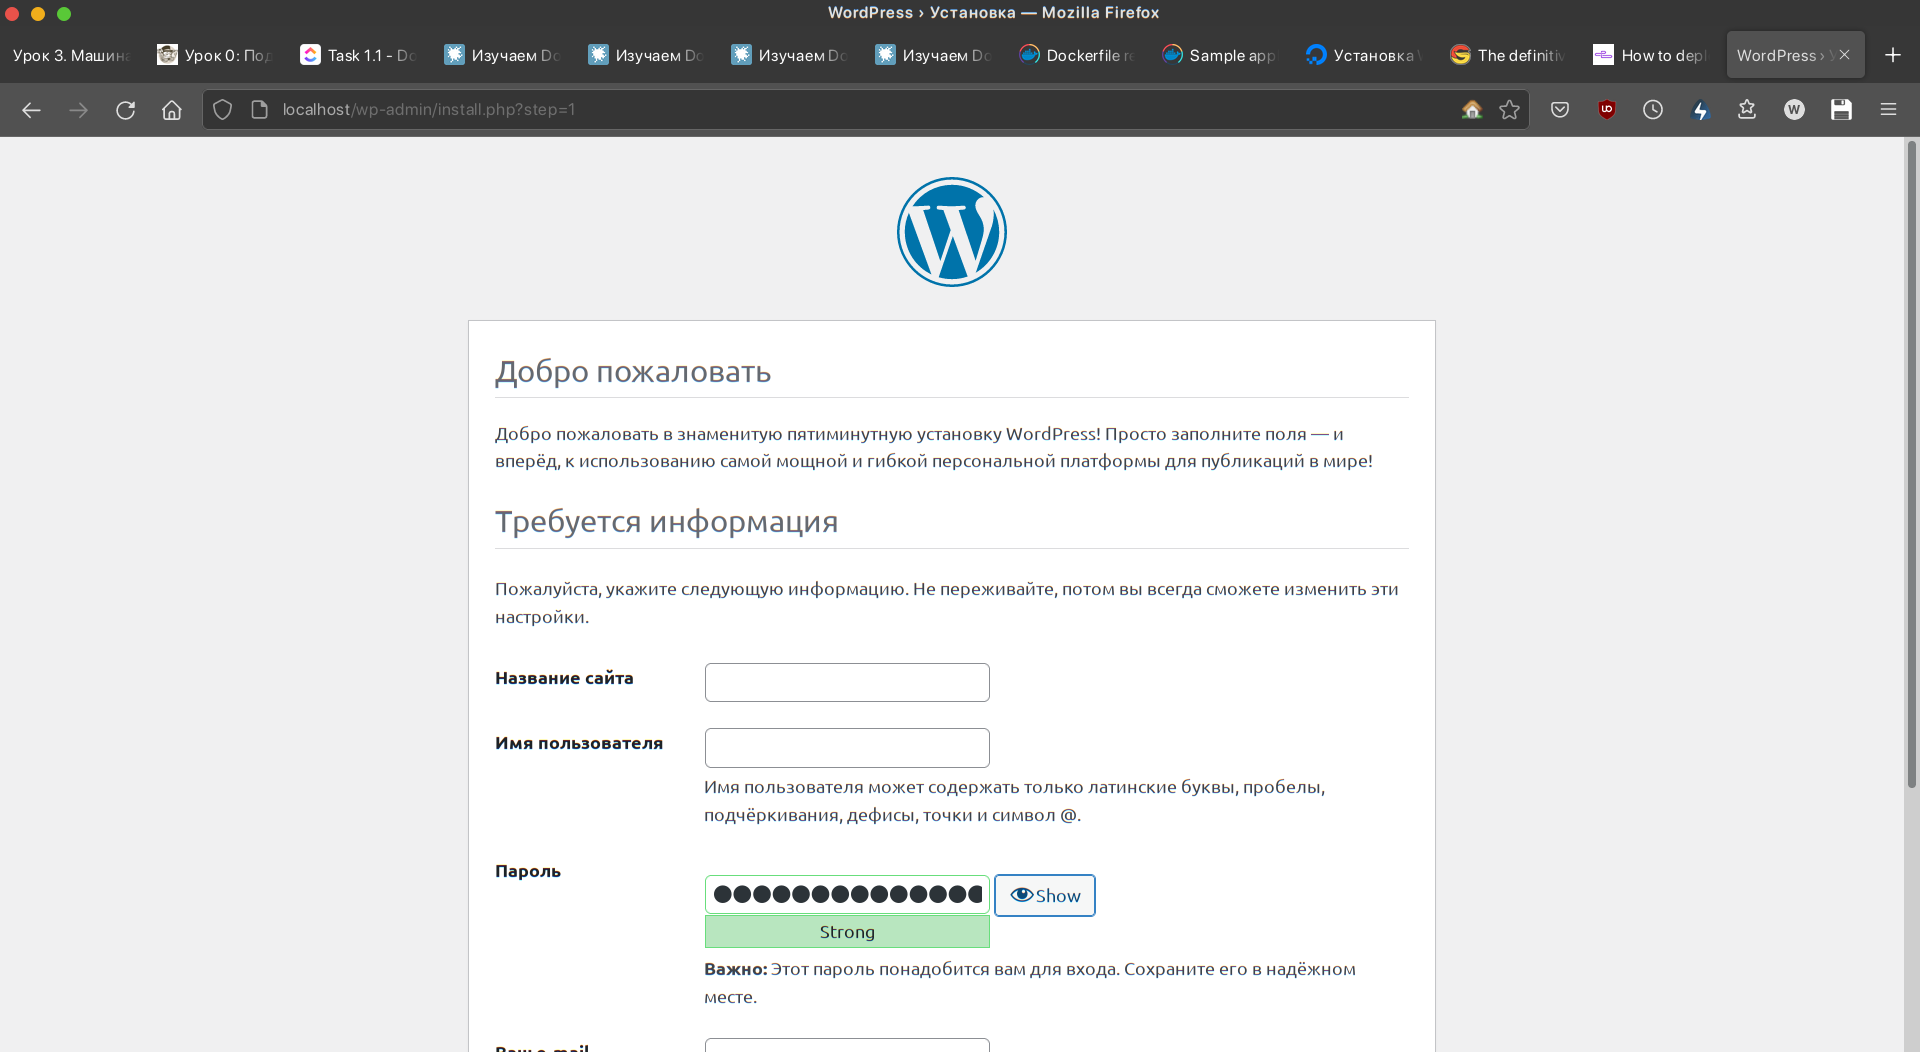 WordPress › Установка — Mozilla Firefox
Урок 3. Машина
Урок 0: Под
Task 1.1 - Do
Изучаем Do
Изучаем Do
Изучаем Do
Изучаем Do
Dockerfile re
Sample app
Установка
The definitiv
How to depl
WordPress ›
localhost/wp-admin/install.php?step=1
Добро пожаловать
Добро пожаловать в знаменитую пятиминутную установку WordPress! Просто заполните поля — и
вперёд, к использованию самой мощной и гибкой персональной платформы для публикаций в мире!
Требуется информация
Пожалуйста, укажите следующую информацию. Не переживайте, потом вы всегда сможете изменить эти
настройки.
Название сайта
Имя пользователя
Имя пользователя может содержать только латинские буквы, пробелы,
подчёркивания, дефисы, точки и символ @.
Пароль
Show
Strong
Важно: Этот пароль понадобится вам для входа. Сохраните его в надёжном
месте.
Ваш e-mail